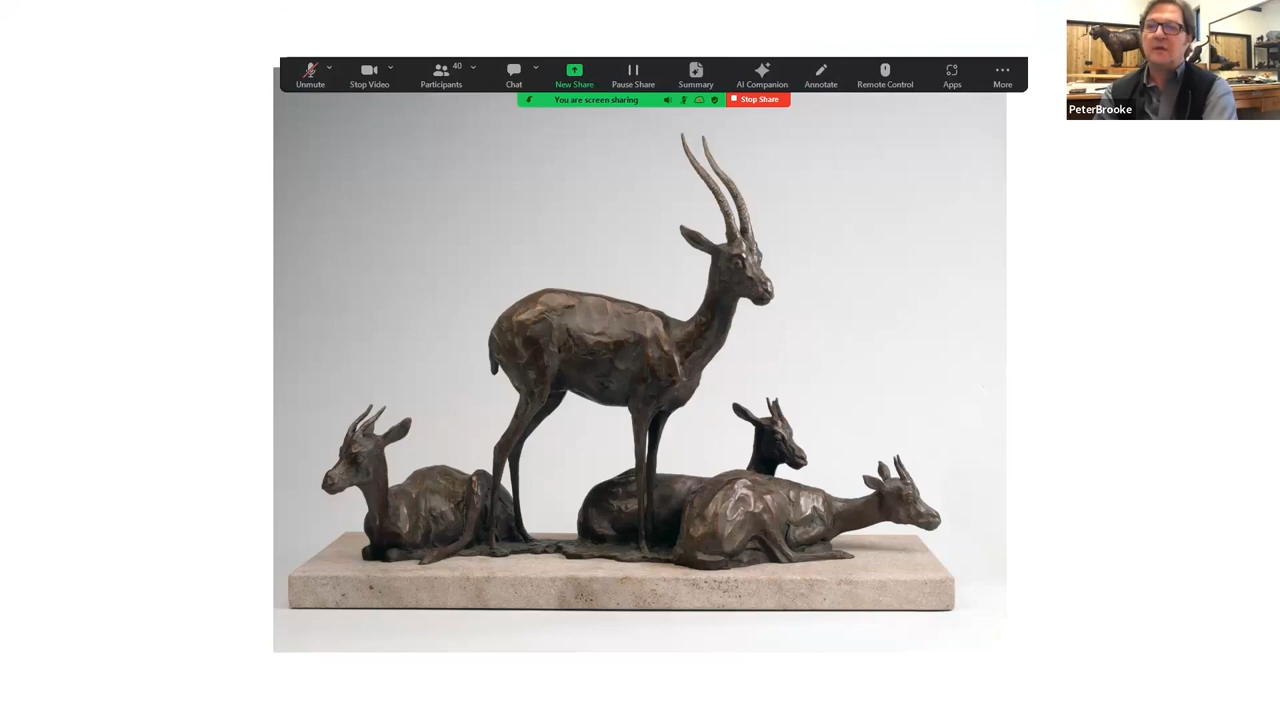 40
Unmute Stop Video Participants Chat New Share Pause Share Summary AI Companion Annotate Remote Control Apps More
You are screen sharing Stop Share
PeterBrooke